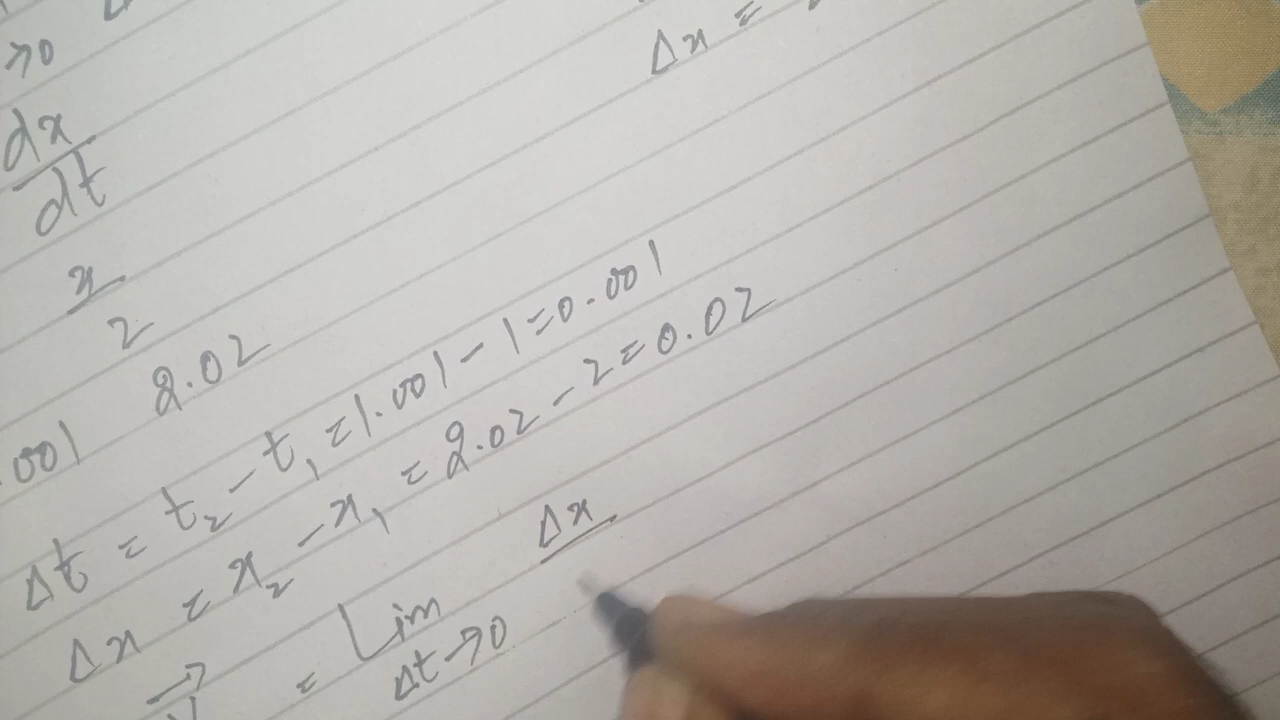 →0
Δx =
dx
dt
x
2
.001 2.02
Δt = t₂ - t₁ = 1.001 - 1 = 0.001
Δx = x₂ - x₁ = 2.02 - 2 = 0.02
Δx
V⃗ = Lim
Δt→0